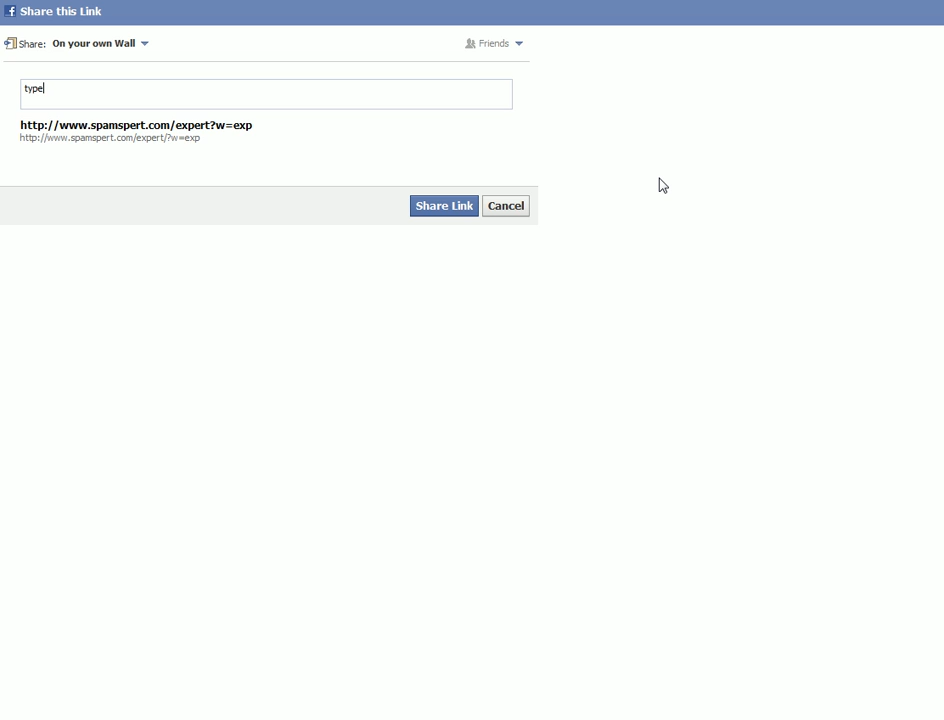 Share this Link
Share: On your own Wall
Friends
type
http://www.spamspert.com/expert?w=exp
http://www.spamspert.com/expert/?w=exp
Share Link Cancel